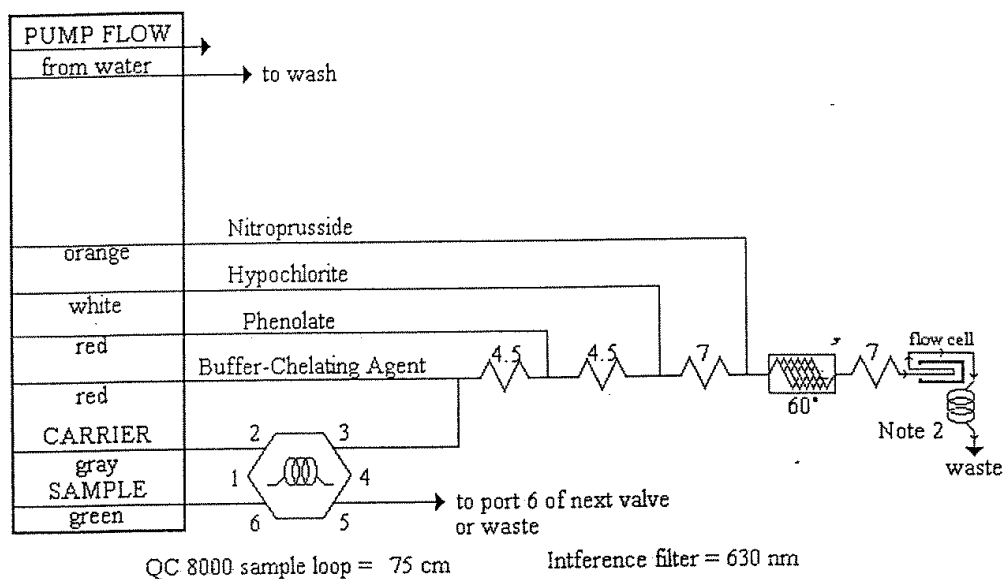 PUMP FLOW
from water
to wash
Nitroprusside
orange
Hypochlorite
white
Phenolate
red
4.5
4.5
7
7
flow cell
Buffer-Chelating Agent
red
60°
Note 2
waste
CARRIER
gray
2
3
1
4
SAMPLE
green
6
5
to port 6 of next valve
or waste
QC 8000 sample loop = 75 cm
Intference filter = 630 nm